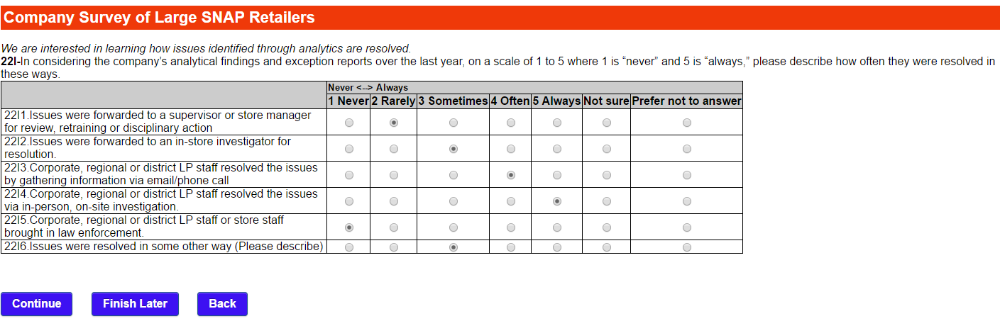 Company Survey of Large SNAP Retailers
We are interested in learning how issues identified through analytics are resolved.
22I-In considering the company's analytical findings and exception reports over the last year, on a scale of 1 to 5 where 1 is “never” and 5 is “always,” please describe how often they were resolved in
these ways.
Never <--> Always
1 Never 2 Rarely 3 Sometimes 4 Often 5 Always Not sure Prefer not to answer
22I1.Issues were forwarded to a supervisor or store manager
for review, retraining or disciplinary action
22I2.Issues were forwarded to an in-store investigator for
resolution.
22I3.Corporate, regional or district LP staff resolved the issues
by gathering information via email/phone call
22I4.Corporate, regional or district LP staff resolved the issues
via in-person, on-site investigation.
22I5.Corporate, regional or district LP staff or store staff
brought in law enforcement.
22I6.Issues were resolved in some other way (Please describe)
Continue Finish Later Back